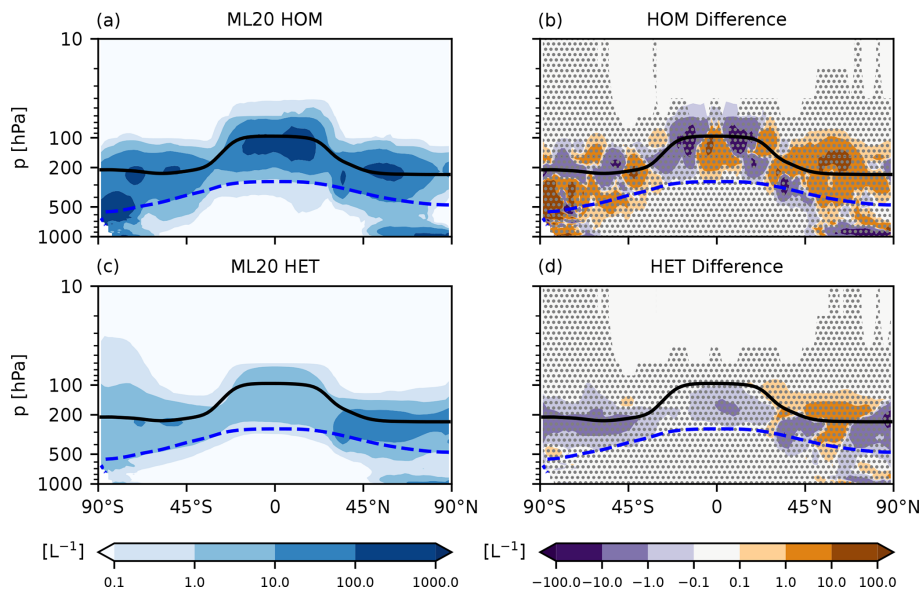 (a) ML20 HOM
(b) HOM Difference
10
100
200
500
1000
p [hPa]
(c) ML20 HET
(d) HET Difference
10
100
200
500
1000
p [hPa]
90°S 45°S 0 45°N 90°N
90°S 45°S 0 45°N 90°N
[L⁻¹]
0.1 1.0 10.0 100.0 1000.0
[L⁻¹]
−100.0 −10.0 −1.0 −0.1 0.1 1.0 10.0 100.0